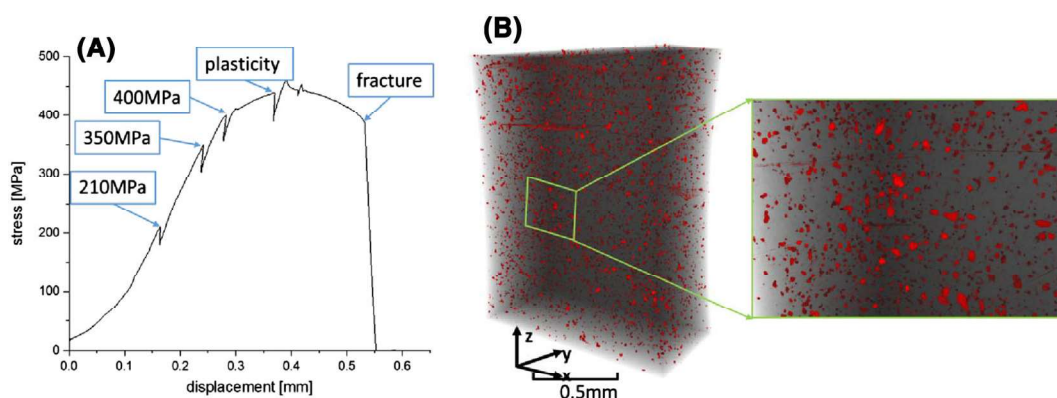 (A)
500
400
300
200
100
0
stress [MPa]
0.0 0.1 0.2 0.3 0.4 0.5 0.6
displacement [mm]
210MPa
350MPa
400MPa
plasticity
fracture
(B)
z
y
x
0.5mm